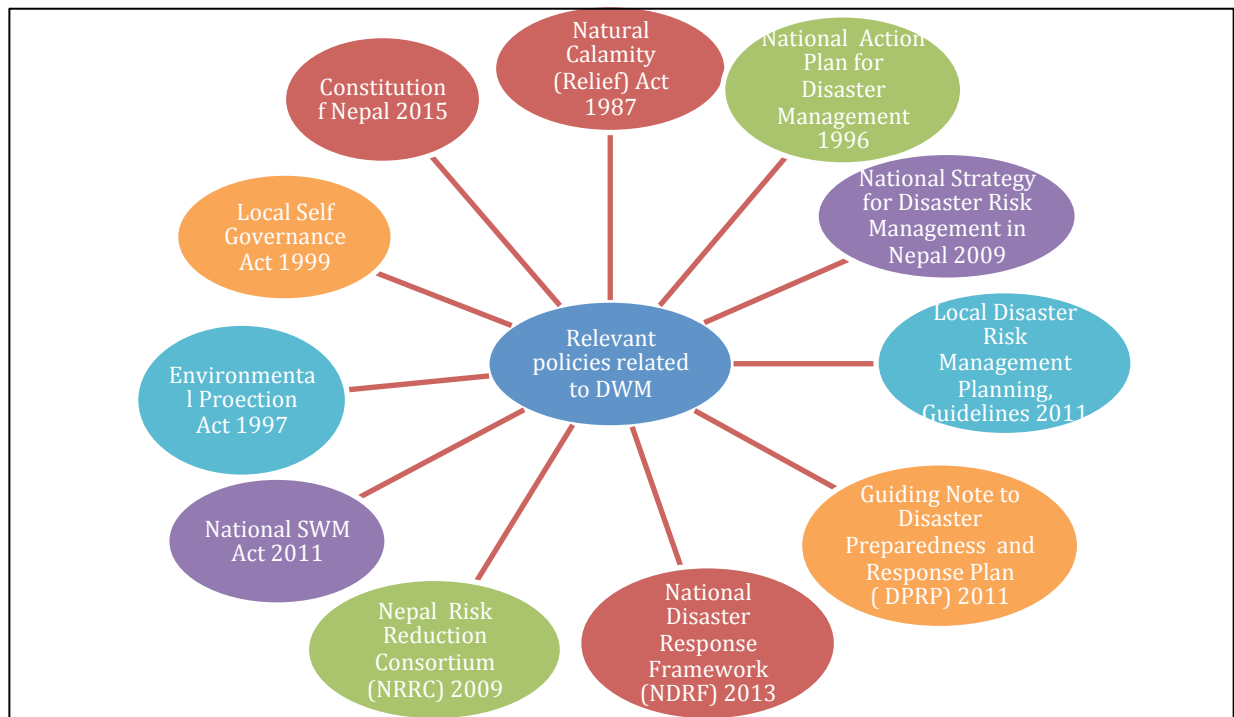 Natural
Calamity
(Relief) Act
1987
National  Action
Plan for
Disaster
Management
1996
National Strategy
for Disaster Risk
Management in
Nepal 2009
Local Disaster
Risk
Management
Planning,
Guidelines 2011
Guiding Note to
Disaster
Preparedness  and
Response Plan
( DPRP) 2011
National
Disaster
Response
Framework
(NDRF) 2013
Nepal  Risk
Reduction
Consortium
(NRRC) 2009
National SWM
Act 2011
Environmenta
l Proection
Act 1997
Local Self
Governance
Act 1999
Constitution
f Nepal 2015
Relevant
policies related
to DWM